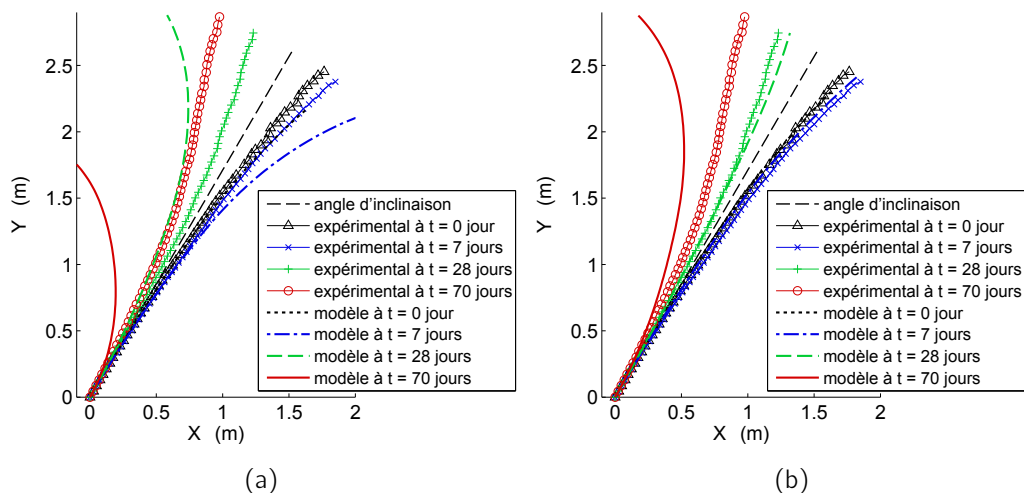 2.5
2
1.5
1
0.5
0
Y (m)
0 0.5 1 1.5 2
X (m)
angle d'inclinaison
expérimental à t = 0 jour
expérimental à t = 7 jours
expérimental à t = 28 jours
expérimental à t = 70 jours
modèle à t = 0 jour
modèle à t = 7 jours
modèle à t = 28 jours
modèle à t = 70 jours
(a)
2.5
2
1.5
1
0.5
0
Y (m)
0 0.5 1 1.5 2
X (m)
angle d'inclinaison
expérimental à t = 0 jour
expérimental à t = 7 jours
expérimental à t = 28 jours
expérimental à t = 70 jours
modèle à t = 0 jour
modèle à t = 7 jours
modèle à t = 28 jours
modèle à t = 70 jours
(b)